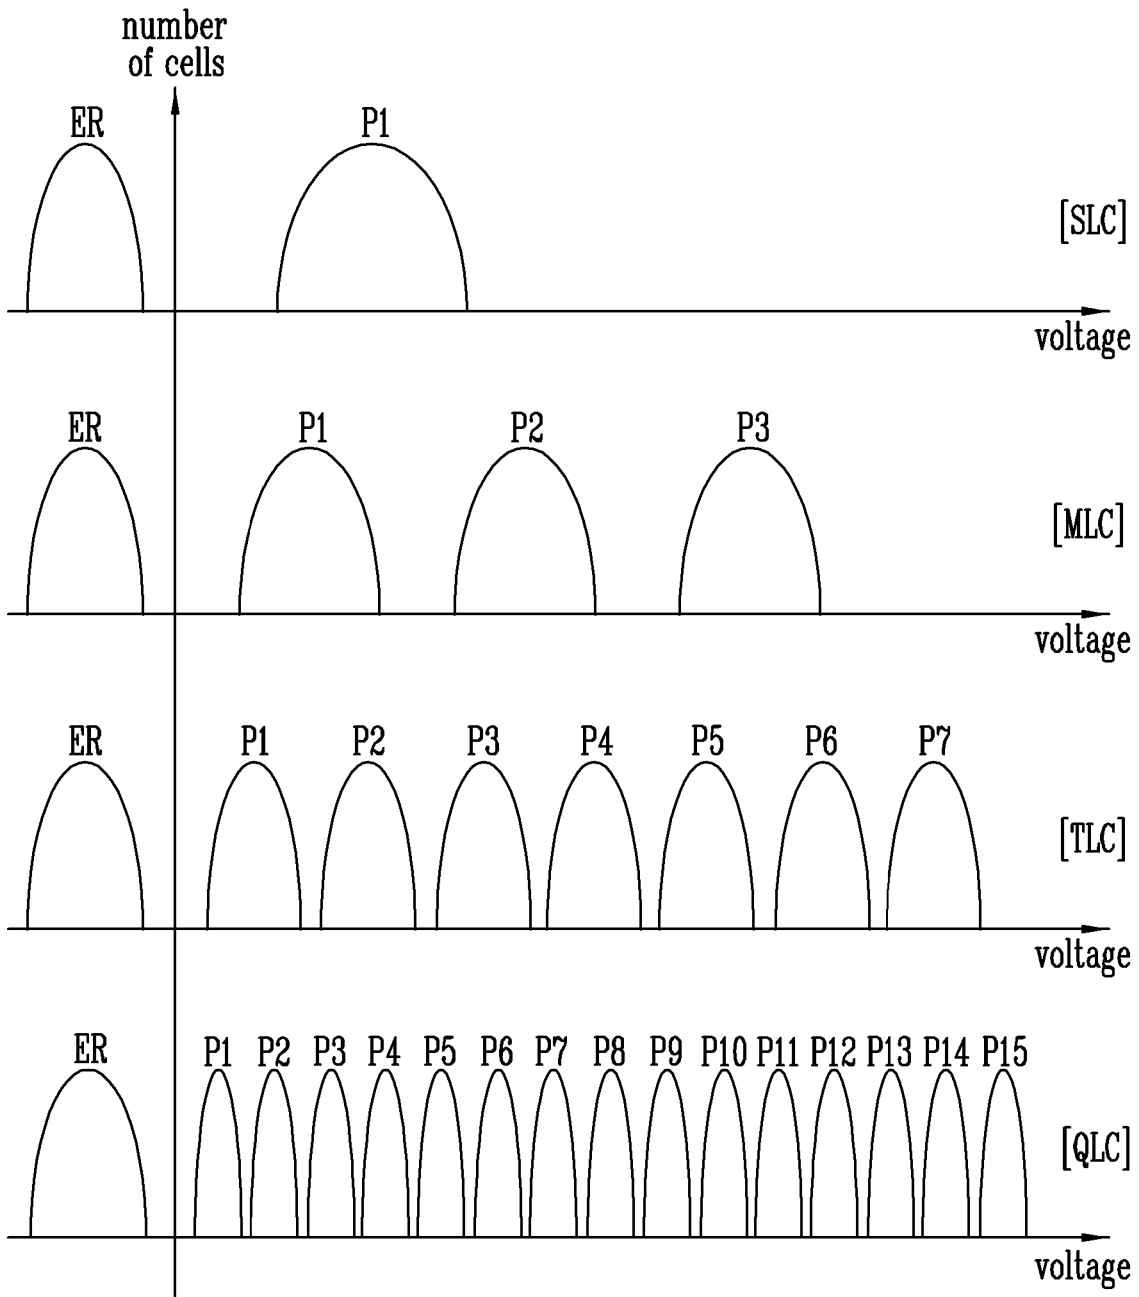 number
of cells
ER P1
[SLC]
voltage
ER P1 P2 P3
[MLC]
voltage
ER P1 P2 P3 P4 P5 P6 P7
[TLC]
voltage
ER P1 P2 P3 P4 P5 P6 P7 P8 P9 P10 P11 P12 P13 P14 P15
[QLC]
voltage